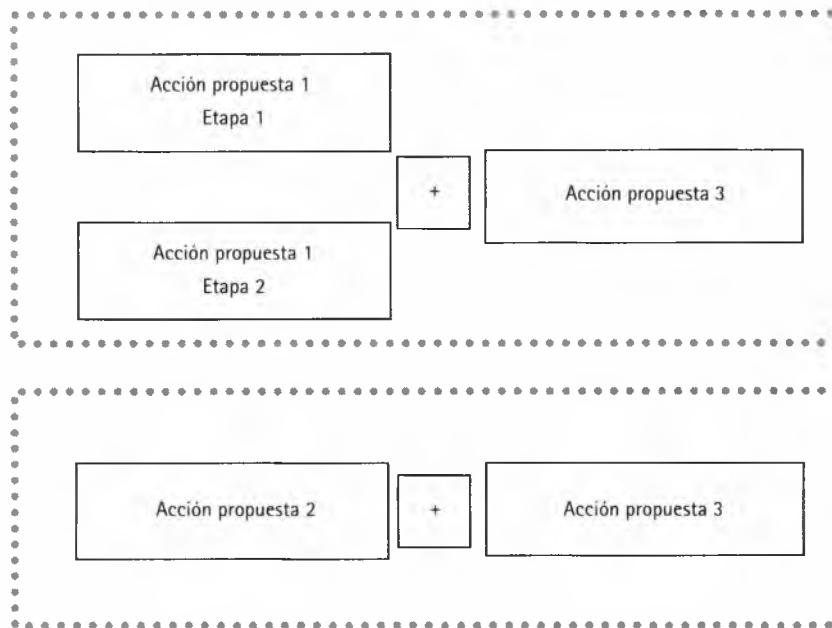 Acción propuesta 1
Etapa 1
+
Acción propuesta 3
Acción propuesta 1
Etapa 2
Acción propuesta 2
+
Acción propuesta 3